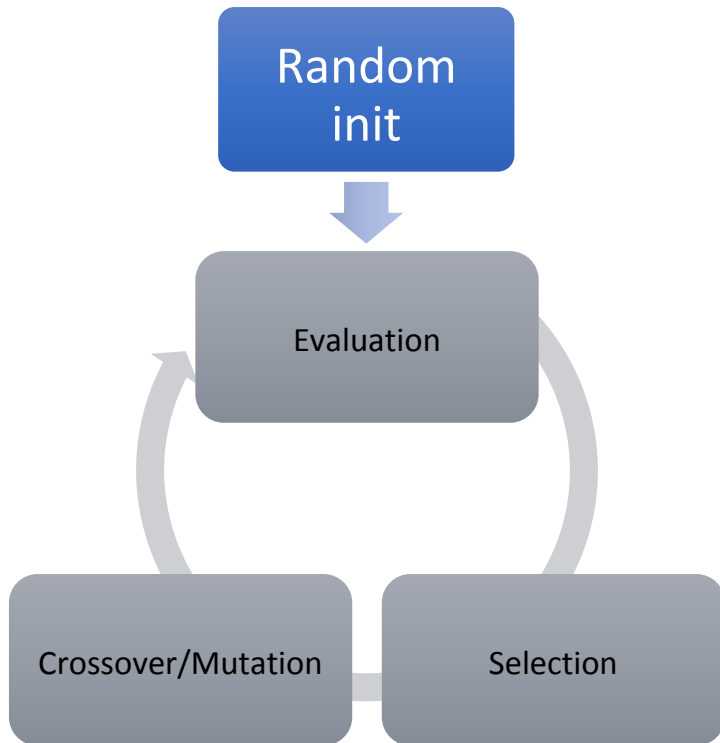 Random
init
Evaluation
Crossover/Mutation
Selection